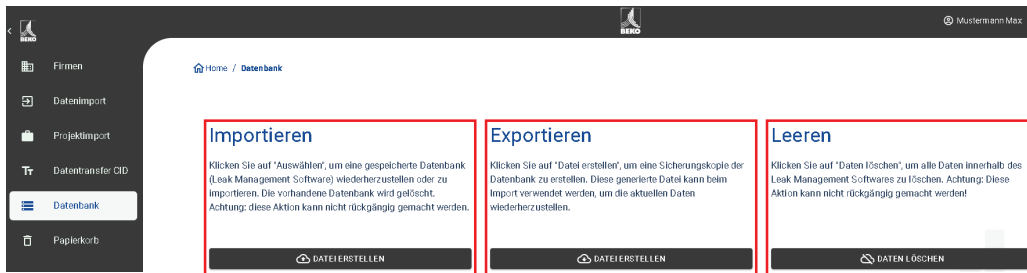 BEKO
BEKO
Mustermann Max
Firmen
Datenimport
Projektimport
Datentransfer CID
Datenbank
Papierkorb
Home / Datenbank
Importieren
Klicken Sie auf "Auswählen", um eine gespeicherte Datenbank
(Leak Management Software) wiederherzustellen oder zu
importieren. Die vorhandene Datenbank wird gelöscht.
Achtung: diese Aktion kann nicht rückgängig gemacht werden.
DATEI ERSTELLEN
Exportieren
Klicken Sie auf "Datei erstellen", um eine Sicherungskopie der
Datenbank zu erstellen. Diese generierte Datei kann beim
Import verwendet werden, um die aktuellen Daten
wiederherzustellen.
DATEI ERSTELLEN
Leeren
Klicken Sie auf "Daten löschen", um alle Daten innerhalb des
Leak Management Softwares zu löschen. Achtung: Diese
Aktion kann nicht rückgängig gemacht werden!
DATEN LÖSCHEN